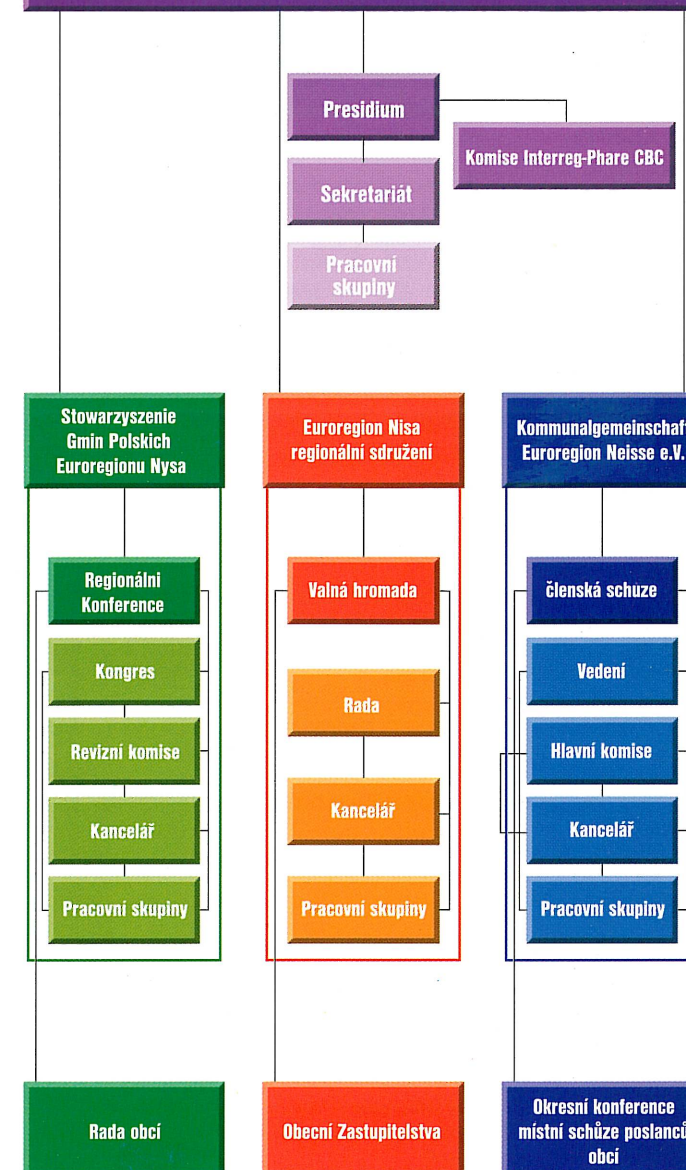 Presidium
Komise Interreg-Phare CBC
Sekretariát
Pracovní
skupiny
Stowarzyszenie
Gmin Polskich
Euroregionu Nysa
Euroregion Nisa
regionální sdružení
Kommunalgemeinschaft
Euroregion Neisse e.V.
Regionálni
Konference
Kongres
Revizní komise
Kancelář
Pracovní skupiny
Valná hromada
Rada
Kancelář
Pracovní skupiny
členská schuze
Vedení
Hlavní komise
Kancelář
Pracovní skupiny
Rada obcí
Obecní Zastupitelstva
Okresní konference
místní schůze poslanců
obcí